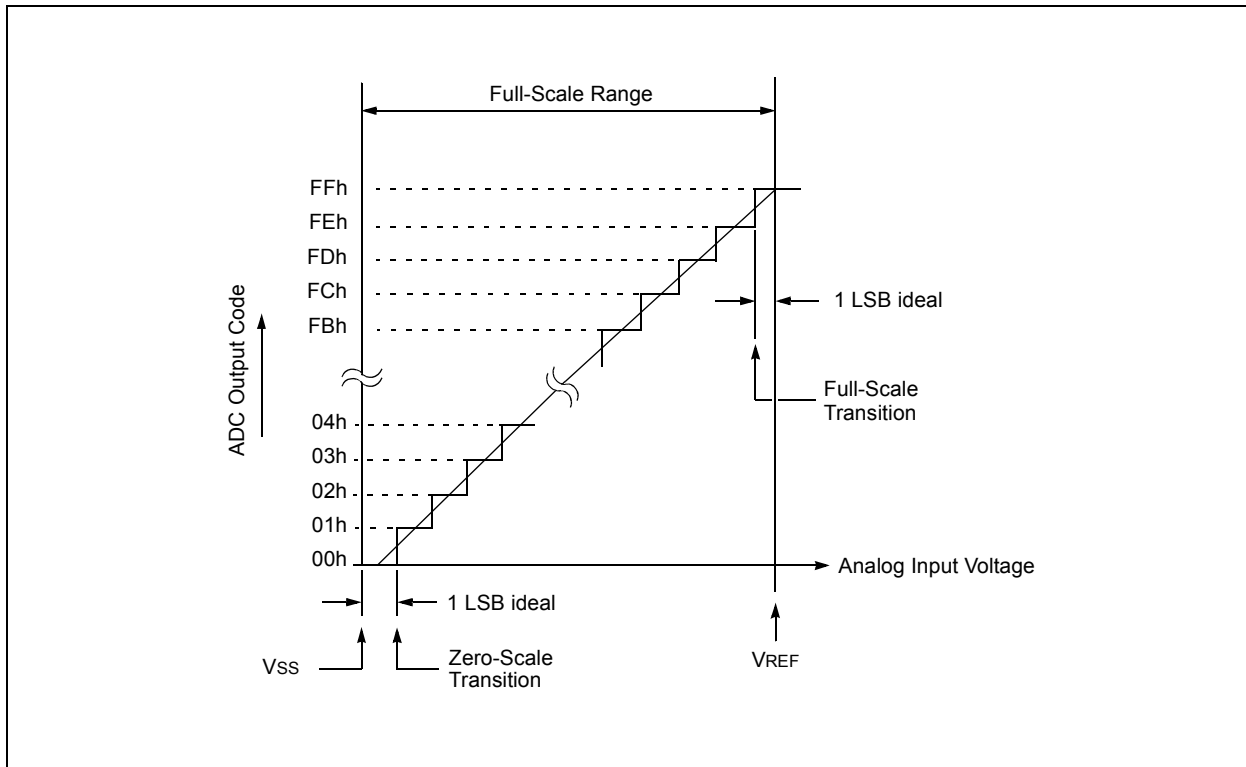 Full-Scale Range
FFh
FEh
FDh
FCh
FBh
1 LSB ideal
ADC Output Code
Full-Scale
Transition
04h
03h
02h
01h
00h
Analog Input Voltage
1 LSB ideal
VSS
Zero-Scale
Transition
VREF